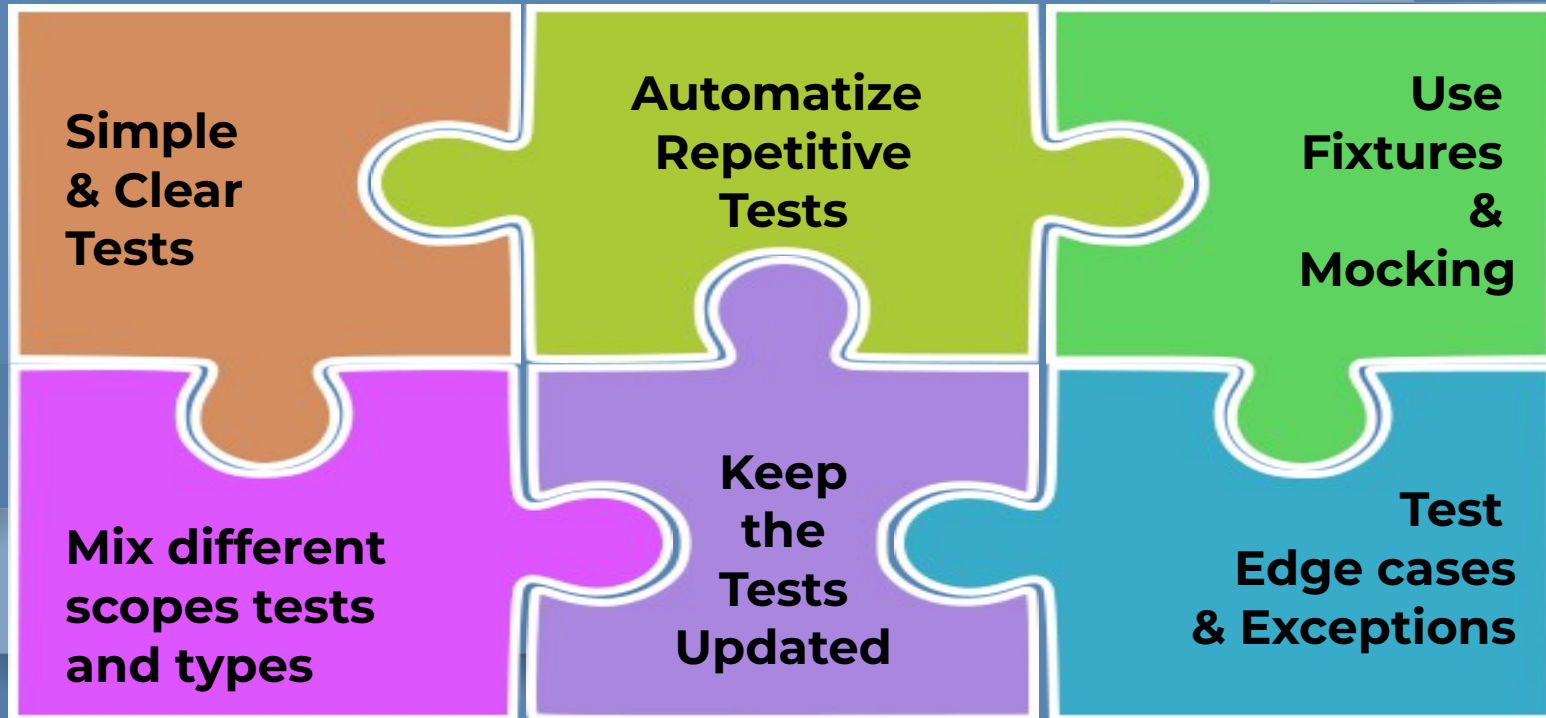 Simple
& Clear
Tests
Automatize
Repetitive
Tests
Use
Fixtures
&
Mocking
Mix different
scopes tests
and types
Keep
the
Tests
Updated
Test
Edge cases
& Exceptions